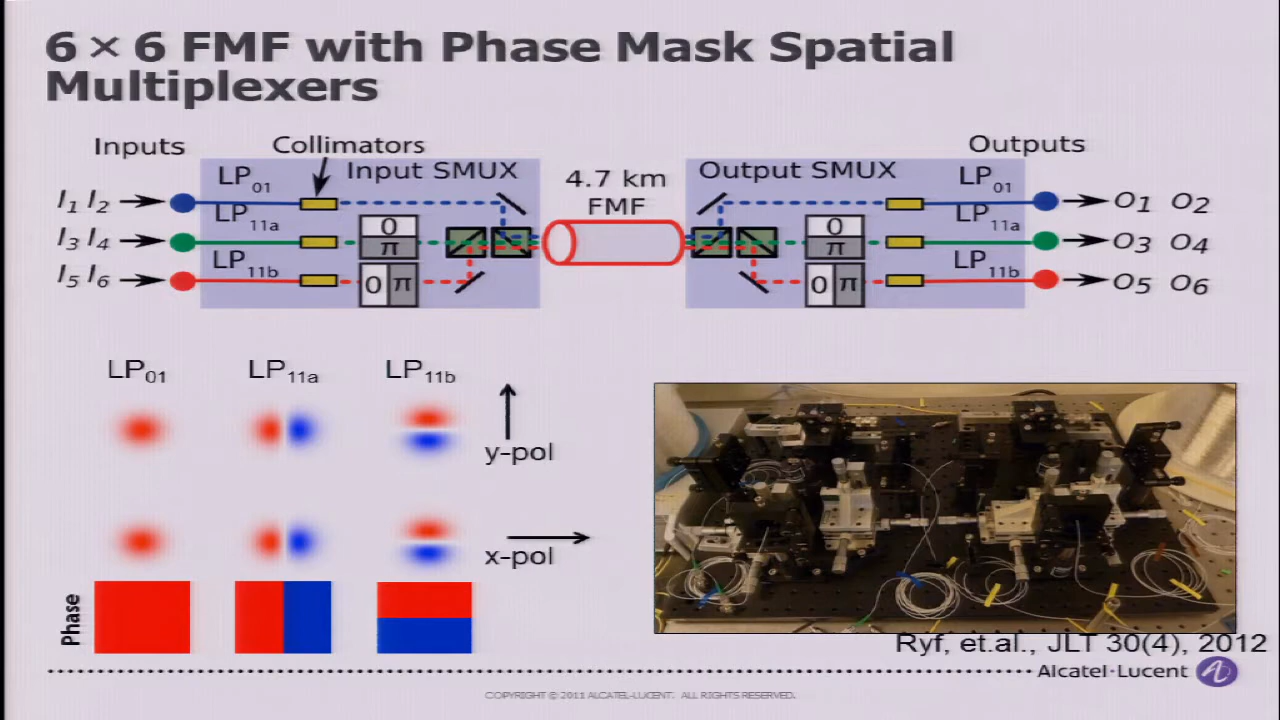 6 × 6 FMF with Phase Mask Spatial
Multiplexers
Inputs
Collimators
Outputs
Input SMUX
Output SMUX
4.7 km
FMF
LP01
LP01
I1 I2
O1 O2
LP11a
0
π
0
LP11a
I3 I4
π
O3 O4
LP11b
LP11b
I5 I6
0 π
0 π
O5 O6
LP01
LP11a
LP11b
y-pol
x-pol
Phase
Ryf, et.al., JLT 30(4), 2012
Alcatel·Lucent
COPYRIGHT © 2011 ALCATEL-LUCENT. ALL RIGHTS RESERVED.